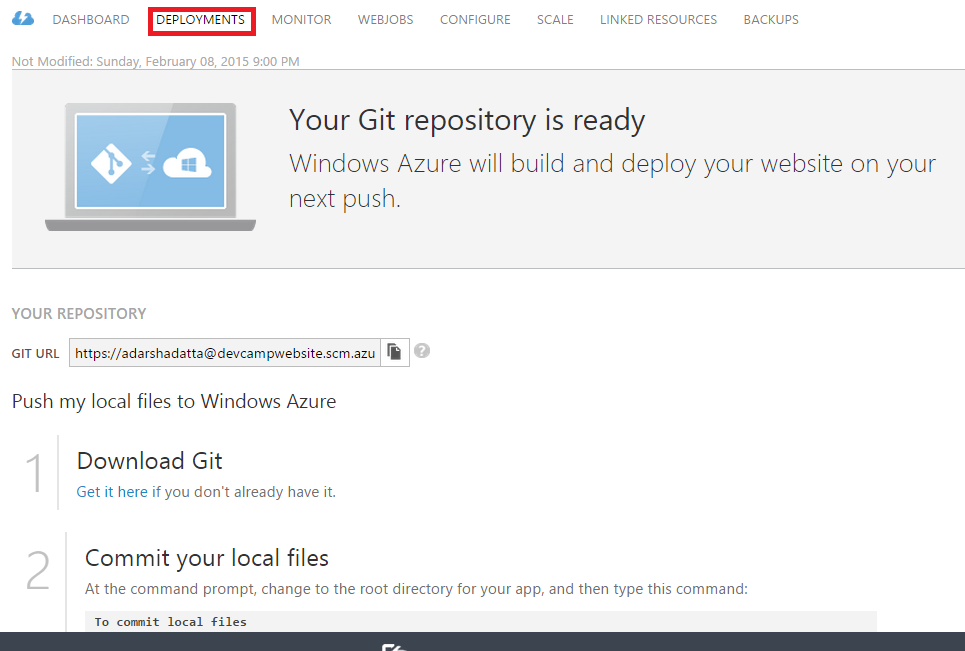 DASHBOARD DEPLOYMENTS MONITOR WEBJOBS CONFIGURE SCALE LINKED RESOURCES BACKUPS
Not Modified: Sunday, February 08, 2015 9:00 PM
Your Git repository is ready
Windows Azure will build and deploy your website on your
next push.
YOUR REPOSITORY
GIT URL https://adarshadatta@devcampwebsite.scm.azu ?
Push my local files to Windows Azure
1 Download Git
Get it here if you don't already have it.
2 Commit your local files
At the command prompt, change to the root directory for your app, and then type this command:
To commit local files